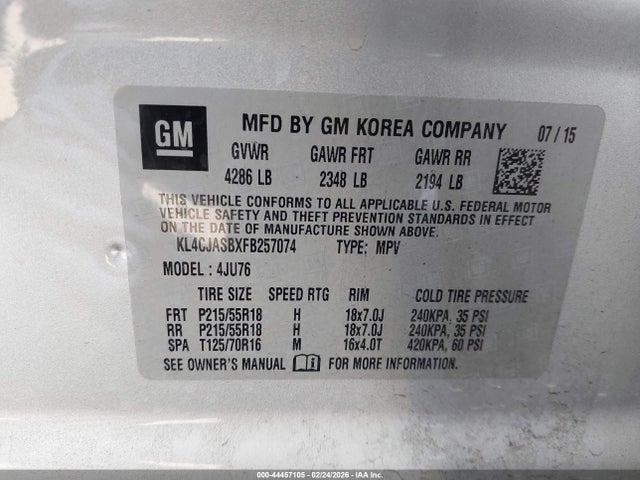 GM
MFD BY GM KOREA COMPANY 07/15
GVWR GAWR FRT GAWR RR
4286 LB 2348 LB 2194 LB
THIS VEHICLE CONFORMS TO ALL APPLICABLE U.S. FEDERAL MOTOR
VEHICLE SAFETY AND THEFT PREVENTION STANDARDS IN EFFECT
ON THE DATE OF MANUFACTURE SHOWN ABOVE.
KL4CJASBXFB257074 TYPE: MPV
MODEL: 4JU76
TIRE SIZE SPEED RTG RIM COLD TIRE PRESSURE
FRT P215/55R18 H 18x7.0J 240KPA, 35 PSI
RR P215/55R18 H 18x7.0J 240KPA, 35 PSI
SPA T125/70R16 M 16x4.0T 420KPA, 60 PSI
SEE OWNER'S MANUAL FOR MORE INFORMATION.
000-44457105 - 02/24/2026 - IAA Inc.